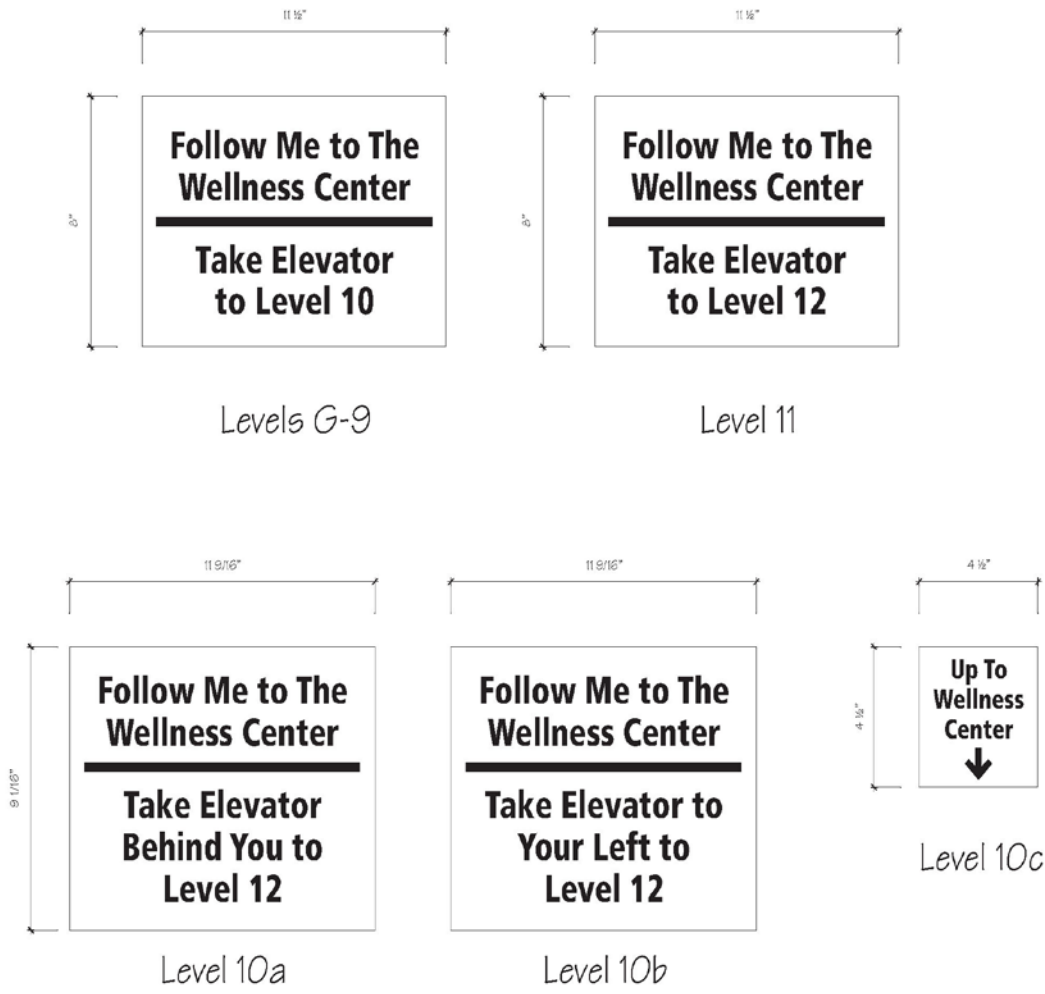 11 ½"
11 ½"
8"
Follow Me to The
Wellness Center
Take Elevator
to Level 10
8"
Follow Me to The
Wellness Center
Take Elevator
to Level 12
Levels G-9
Level 11
11 9/16"
11 9/16"
4 ½"
9 1/16"
Follow Me to The
Wellness Center
Take Elevator
Behind You to
Level 12
Follow Me to The
Wellness Center
Take Elevator to
Your Left to
Level 12
4 ½"
Up To
Wellness
Center
Level 10a
Level 10b
Level 10c